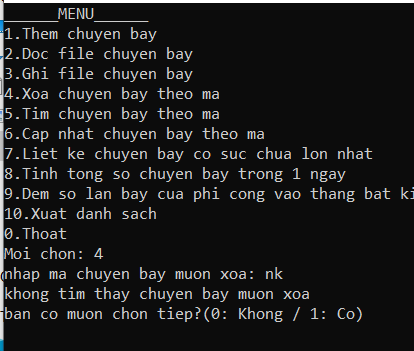 ______MENU______
1.Them chuyen bay
2.Doc file chuyen bay
3.Ghi file chuyen bay
4.Xoa chuyen bay theo ma
5.Tim chuyen bay theo ma
6.Cap nhat chuyen bay theo ma
7.Liet ke chuyen bay co suc chua lon nhat
8.Tinh tong so chuyen bay trong 1 ngay
9.Dem so lan bay cua phi cong vao thang bat ki
10.Xuat danh sach
0.Thoat
Moi chon: 4
nhap ma chuyen bay muon xoa: nk
khong tim thay chuyen bay muon xoa
ban co muon chon tiep?(0: Khong / 1: Co)